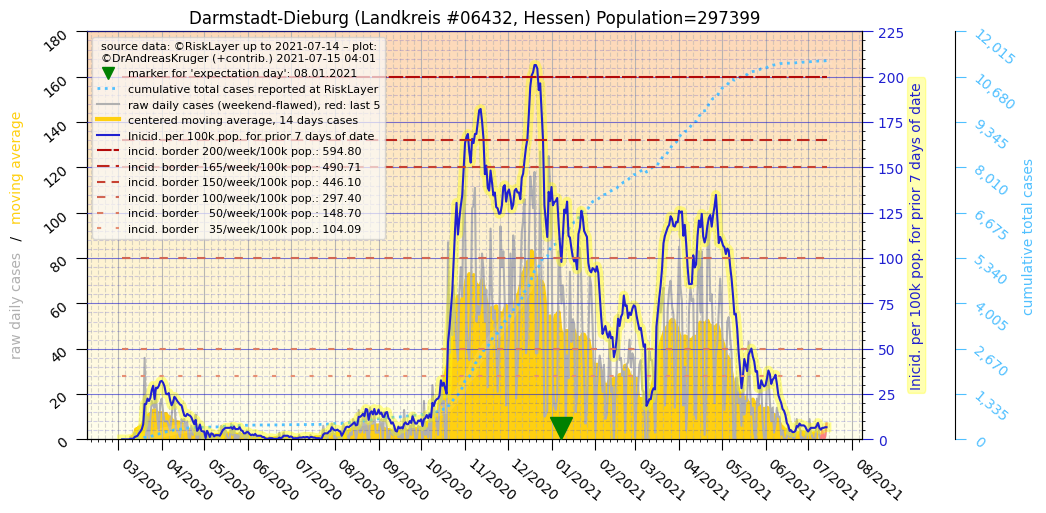 Darmstadt-Dieburg (Landkreis #06432, Hessen) Population=297399
source data: ©RiskLayer up to 2021-07-14 – plot:
©DrAndreasKruger (+contrib.) 2021-07-15 04:01
marker for 'expectation day': 08.01.2021
cumulative total cases reported at RiskLayer
raw daily cases (weekend-flawed), red: last 5
centered moving average, 14 days cases
Inicid. per 100k pop. for prior 7 days of date
incid. border 200/week/100k pop.: 594.80
incid. border 165/week/100k pop.: 490.71
incid. border 150/week/100k pop.: 446.10
incid. border 100/week/100k pop.: 297.40
incid. border 50/week/100k pop.: 148.70
incid. border 35/week/100k pop.: 104.09
raw daily cases / moving average
180
160
140
120
100
80
60
40
20
0
225
200
175
150
125
100
75
50
25
0
Inicid. per 100k pop. for prior 7 days of date
12,015
10,680
9,345
8,010
6,675
5,340
4,005
2,670
1,335
0
cumulative total cases
03/2020
04/2020
05/2020
06/2020
07/2020
08/2020
09/2020
10/2020
11/2020
12/2020
01/2021
02/2021
03/2021
04/2021
05/2021
06/2021
07/2021
08/2021